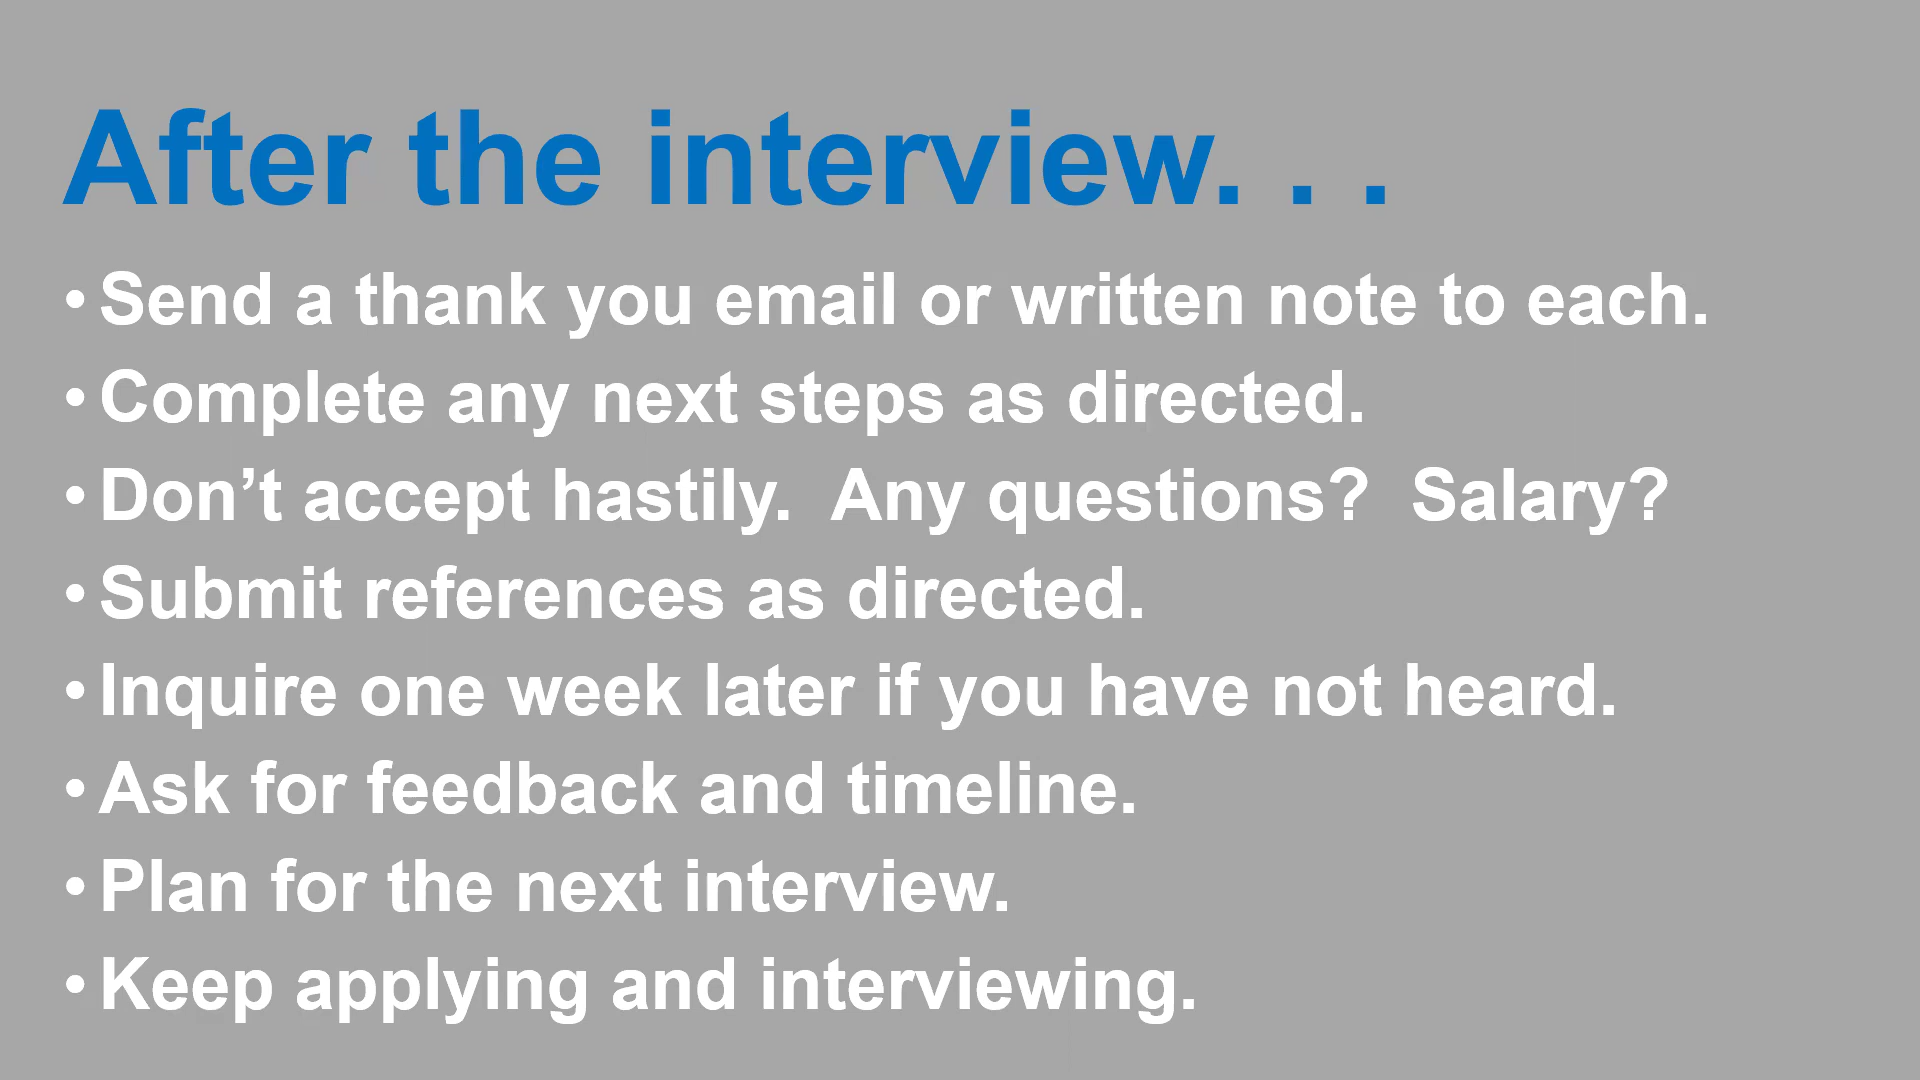 After the interview. . .
• Send a thank you email or written note to each.
• Complete any next steps as directed.
• Don’t accept hastily.  Any questions?  Salary?
• Submit references as directed.
• Inquire one week later if you have not heard.
• Ask for feedback and timeline.
• Plan for the next interview.
• Keep applying and interviewing.